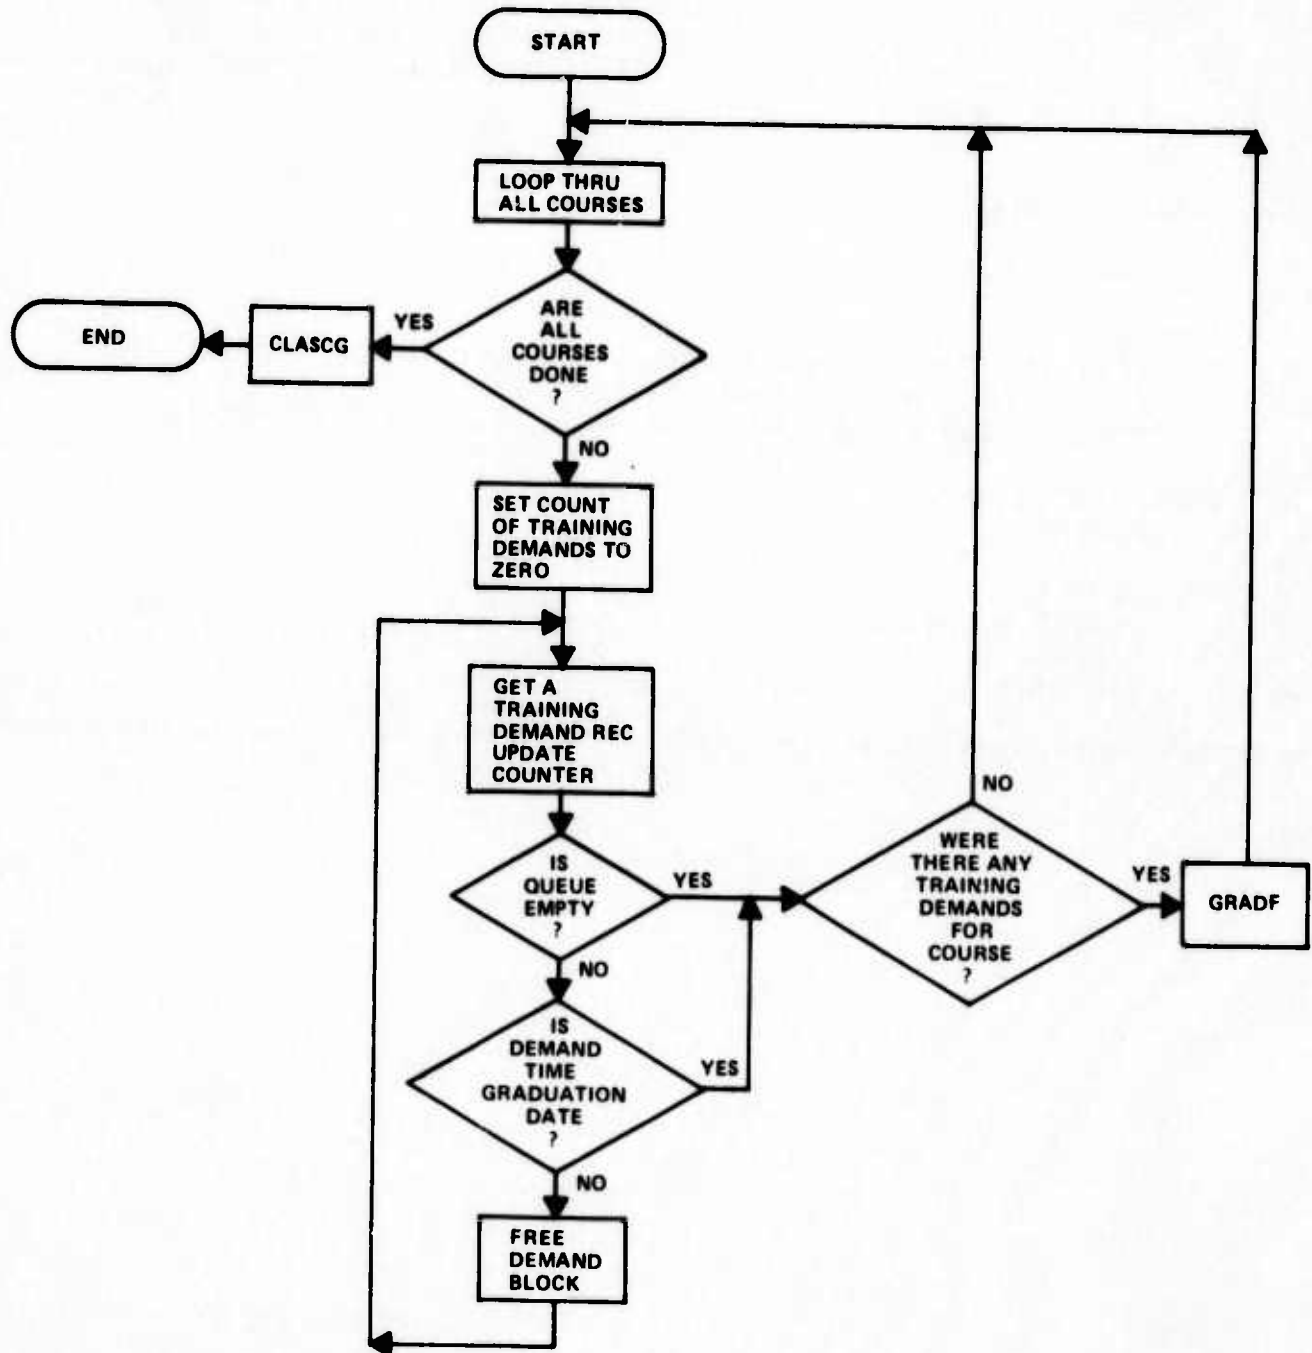 START
LOOP THRU
ALL COURSES
ARE
ALL
COURSES
DONE
?
YES
CLASCG
END
NO
SET COUNT
OF TRAINING
DEMANDS TO
ZERO
GET A
TRAINING
DEMAND REC
UPDATE
COUNTER
IS
QUEUE
EMPTY
?
YES
NO
WERE
THERE ANY
TRAINING
DEMANDS
FOR
COURSE
?
NO
YES
GRADF
IS
DEMAND
TIME
GRADUATION
DATE
?
YES
NO
FREE
DEMAND
BLOCK